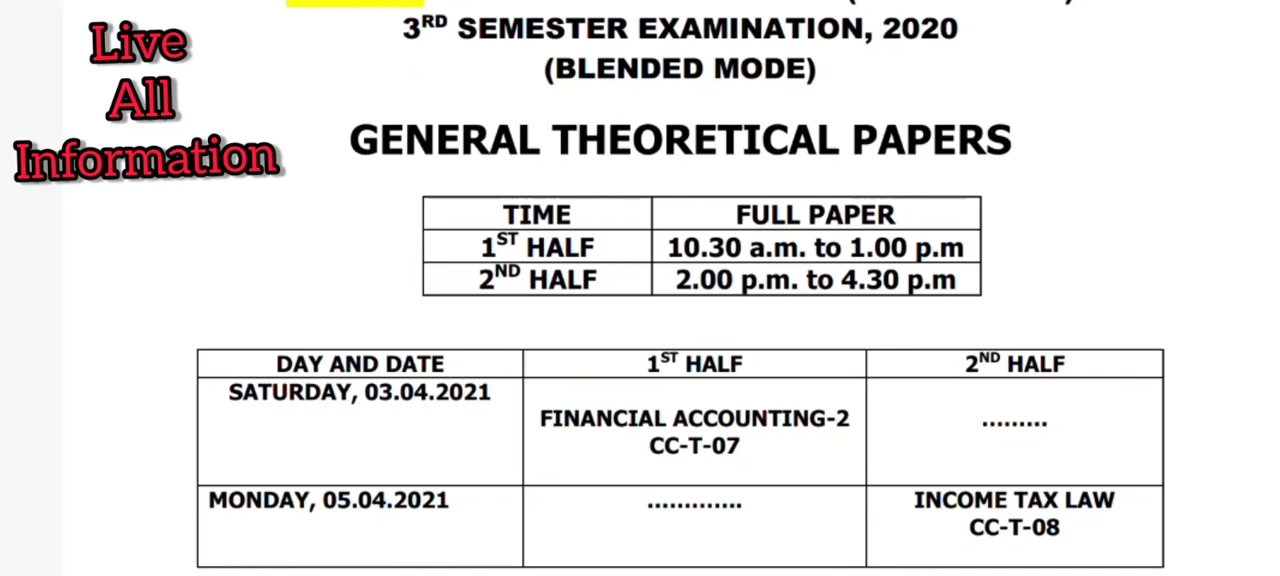 Live
All
Information
3RD SEMESTER EXAMINATION, 2020
(BLENDED MODE)
GENERAL THEORETICAL PAPERS
TIME FULL PAPER
1ST HALF 10.30 a.m. to 1.00 p.m
2ND HALF 2.00 p.m. to 4.30 p.m
DAY AND DATE 1ST HALF 2ND HALF
SATURDAY, 03.04.2021
FINANCIAL ACCOUNTING-2 .........
CC-T-07
MONDAY, 05.04.2021 ............. INCOME TAX LAW
CC-T-08